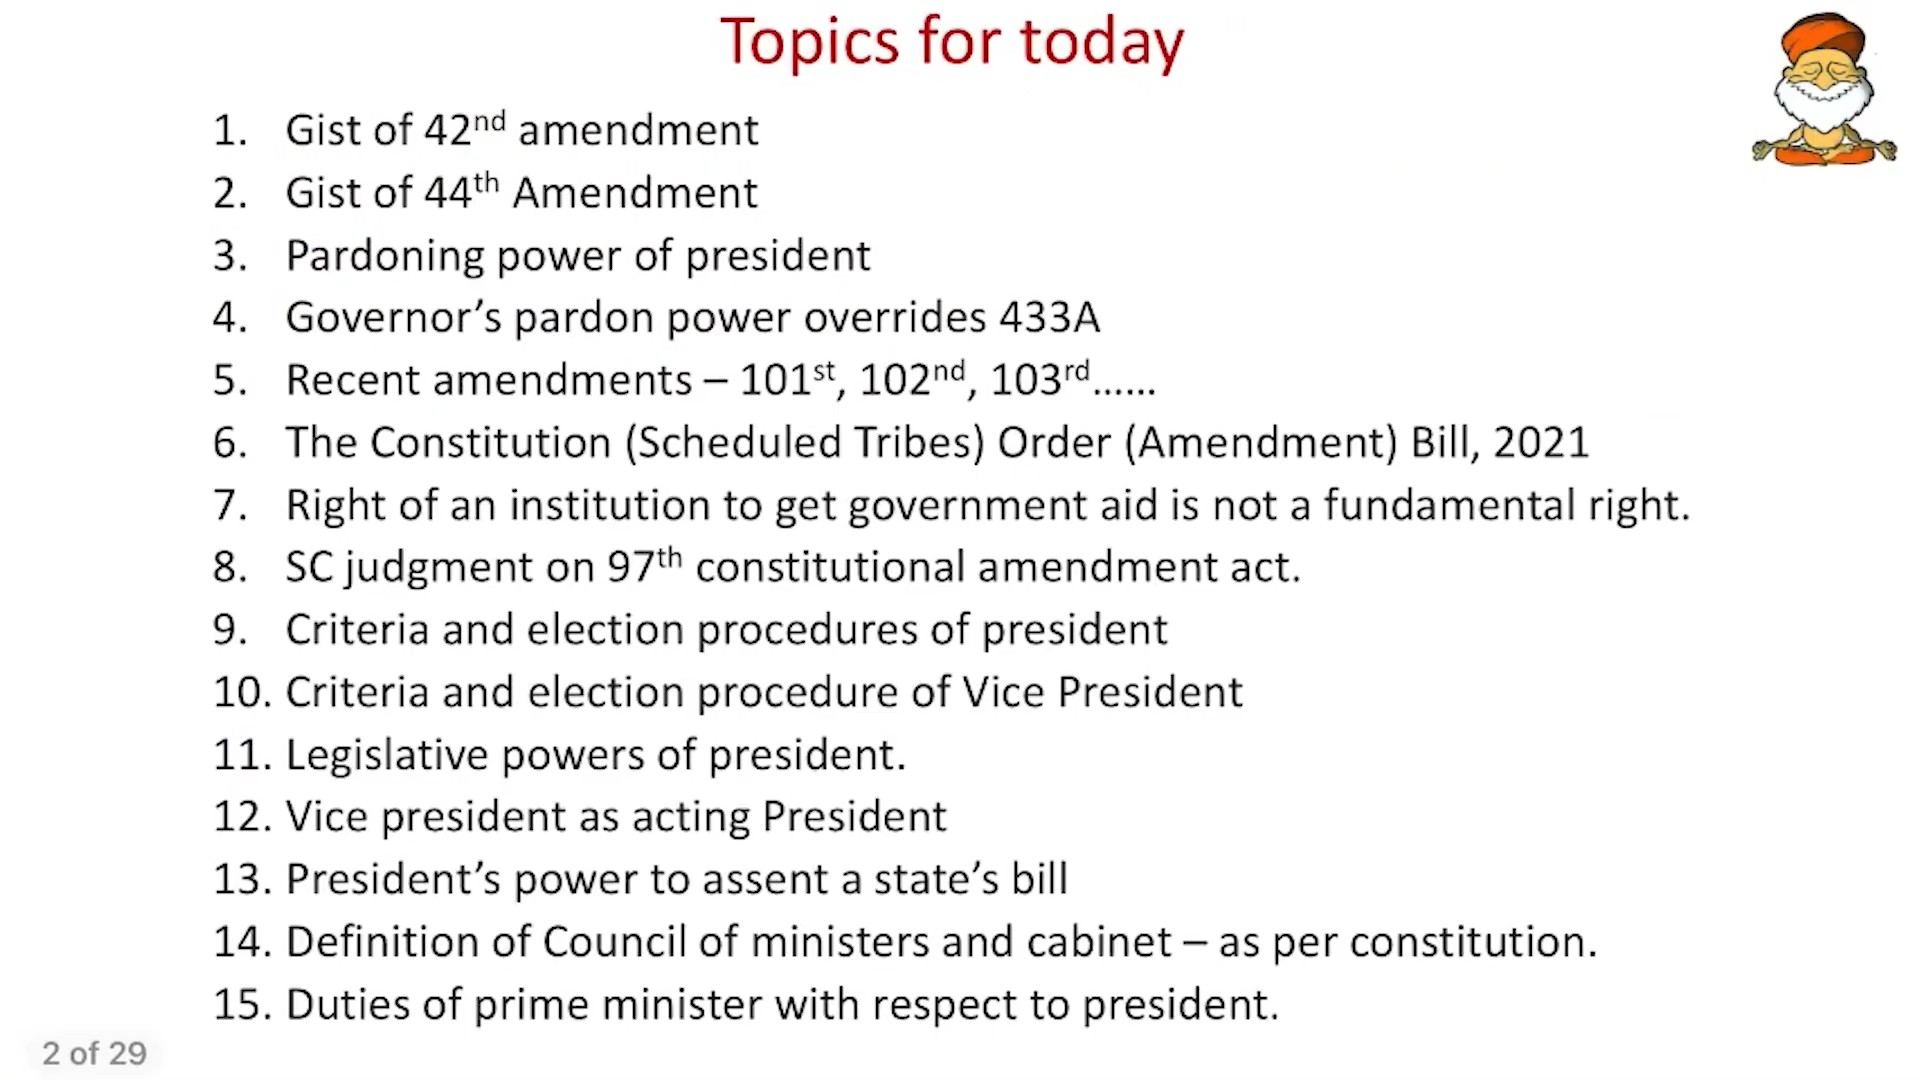 Topics for today
1. Gist of 42nd amendment
2. Gist of 44th Amendment
3. Pardoning power of president
4. Governor’s pardon power overrides 433A
5. Recent amendments – 101st, 102nd, 103rd......
6. The Constitution (Scheduled Tribes) Order (Amendment) Bill, 2021
7. Right of an institution to get government aid is not a fundamental right.
8. SC judgment on 97th constitutional amendment act.
9. Criteria and election procedures of president
10. Criteria and election procedure of Vice President
11. Legislative powers of president.
12. Vice president as acting President
13. President’s power to assent a state’s bill
14. Definition of Council of ministers and cabinet – as per constitution.
15. Duties of prime minister with respect to president.
2 of 29